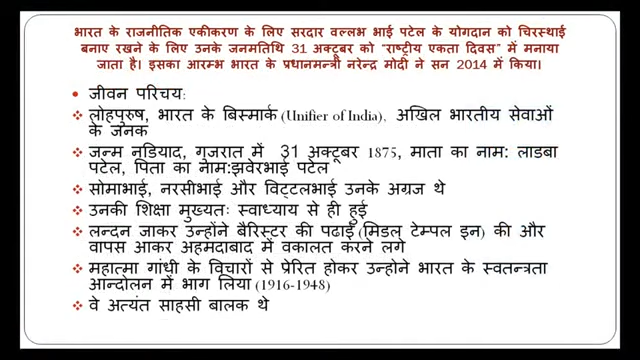 भारत के राजनीतिक एकीकरण के लिए सरदार वल्लभ भाई पटेल के योगदान को चिरस्थाई
बनाए रखने के लिए उनके जनमतिथि 31 अक्टूबर को "राष्ट्रीय एकता दिवस" में मनाया
जाता है। इसका आरम्भ भारत के प्रधानमन्त्री नरेन्द्र मोदी ने सन 2014 में किया।
जीवन परिचय:
लोहपुरुष, भारत के बिस्मार्क (Unifier of India), अखिल भारतीय सेवाओं
के जनक
जन्म नडियाद, गुजरात में 31 अक्टूबर 1875, माता का नाम: लाडबा
पटेल, पिता का नाम:झवेरभाई पटेल
सोमाभाई, नरसीभाई और विट्टलभाई उनके अग्रज थे
उनकी शिक्षा मुख्यतः स्वाध्याय से ही हुई
लन्दन जाकर उन्होंने बैरिस्टर की पढाई (मिडल टेम्पल इन) की और
वापस आकर अहमदाबाद में वकालत करने लगे
महात्मा गांधी के विचारों से प्रेरित होकर उन्होने भारत के स्वतन्त्रता
आन्दोलन में भाग लिया (1916-1948)
वे अत्यंत साहसी बालक थे